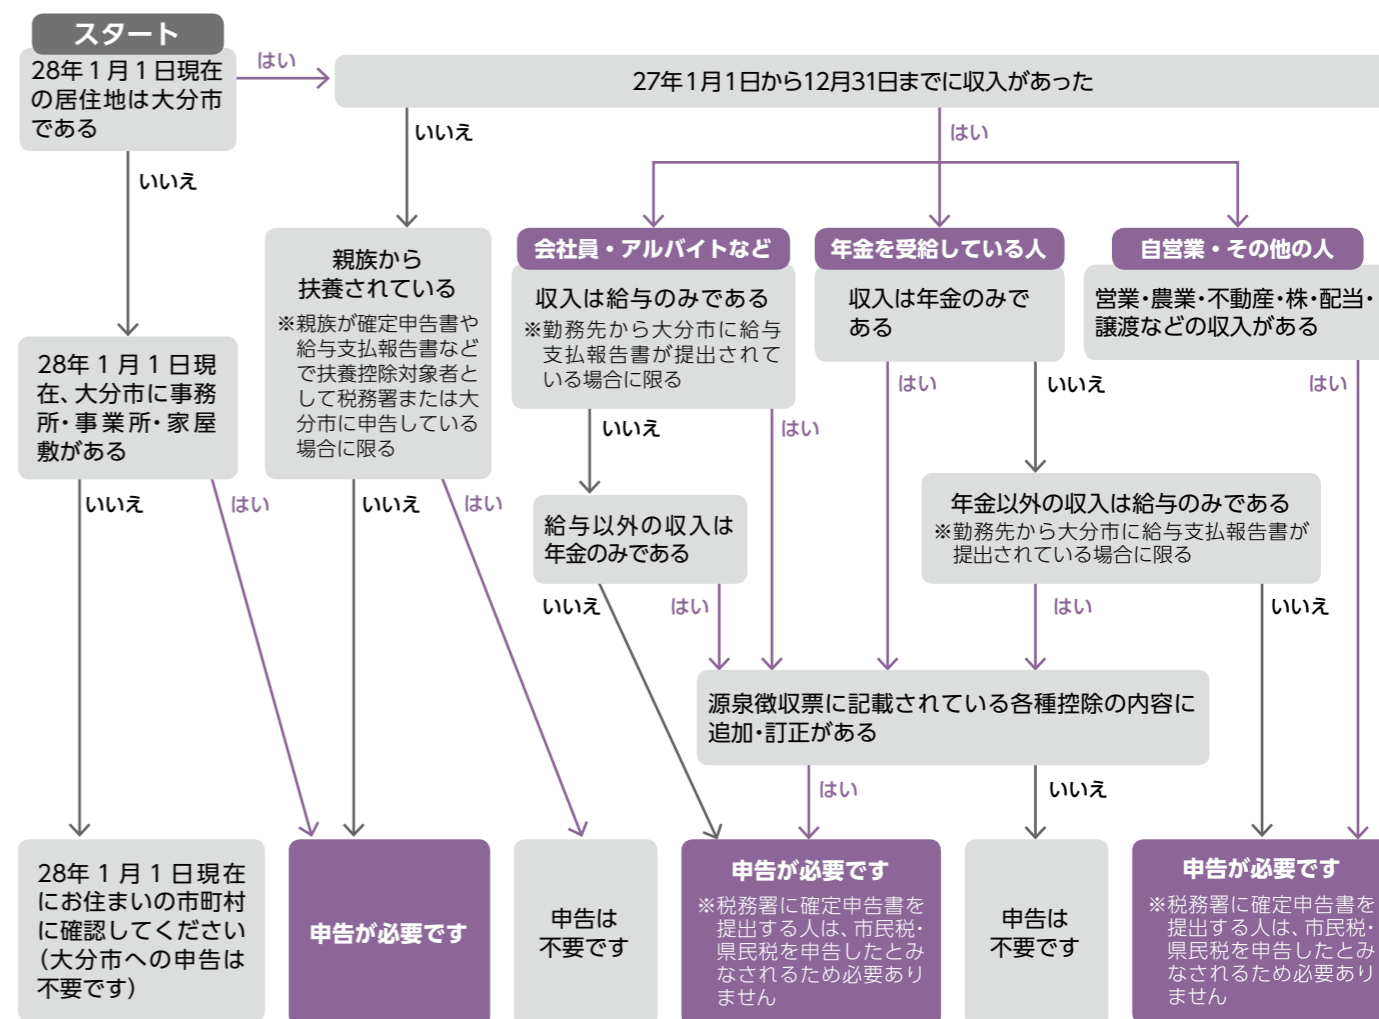 スタート
28年1月1日現在
の居住地は大分市
である
はい
27年1月1日から12月31日までに収入があった
いいえ
はい
いいえ
親族から
扶養されている
※親族が確定申告書や
給与支払報告書など
で扶養控除対象者と
して税務署または大
分市に申告している
場合に限る
会社員・アルバイトなど
収入は給与のみである
※勤務先から大分市に給与
支払報告書が提出されて
いる場合に限る
年金を受給している人
収入は年金のみで
ある
自営業・その他の人
営業・農業・不動産・株・配当・
譲渡などの収入がある
28年1月1日現
在、大分市に事務
所・事業所・家屋
敷がある
はい
いいえ
はい
いいえ
はい
いいえ
はい
いいえ
はい
給与以外の収入は
年金のみである
年金以外の収入は給与のみである
※勤務先から大分市に給与支払報告書が
提出されている場合に限る
いいえ
はい
はい
いいえ
源泉徴収票に記載されている各種控除の内容に
追加・訂正がある
はい
いいえ
28年1月1日現在
にお住まいの市町村
に確認してください
（大分市への申告は
不要です）
申告が必要です
申告は
不要です
申告が必要です
※税務署に確定申告書を
提出する人は、市民税・
県民税を申告したとみ
なされるため必要あり
ません
申告は
不要です
申告が必要です
※税務署に確定申告書を
提出する人は、市民税・
県民税を申告したとみ
なされるため必要あり
ません